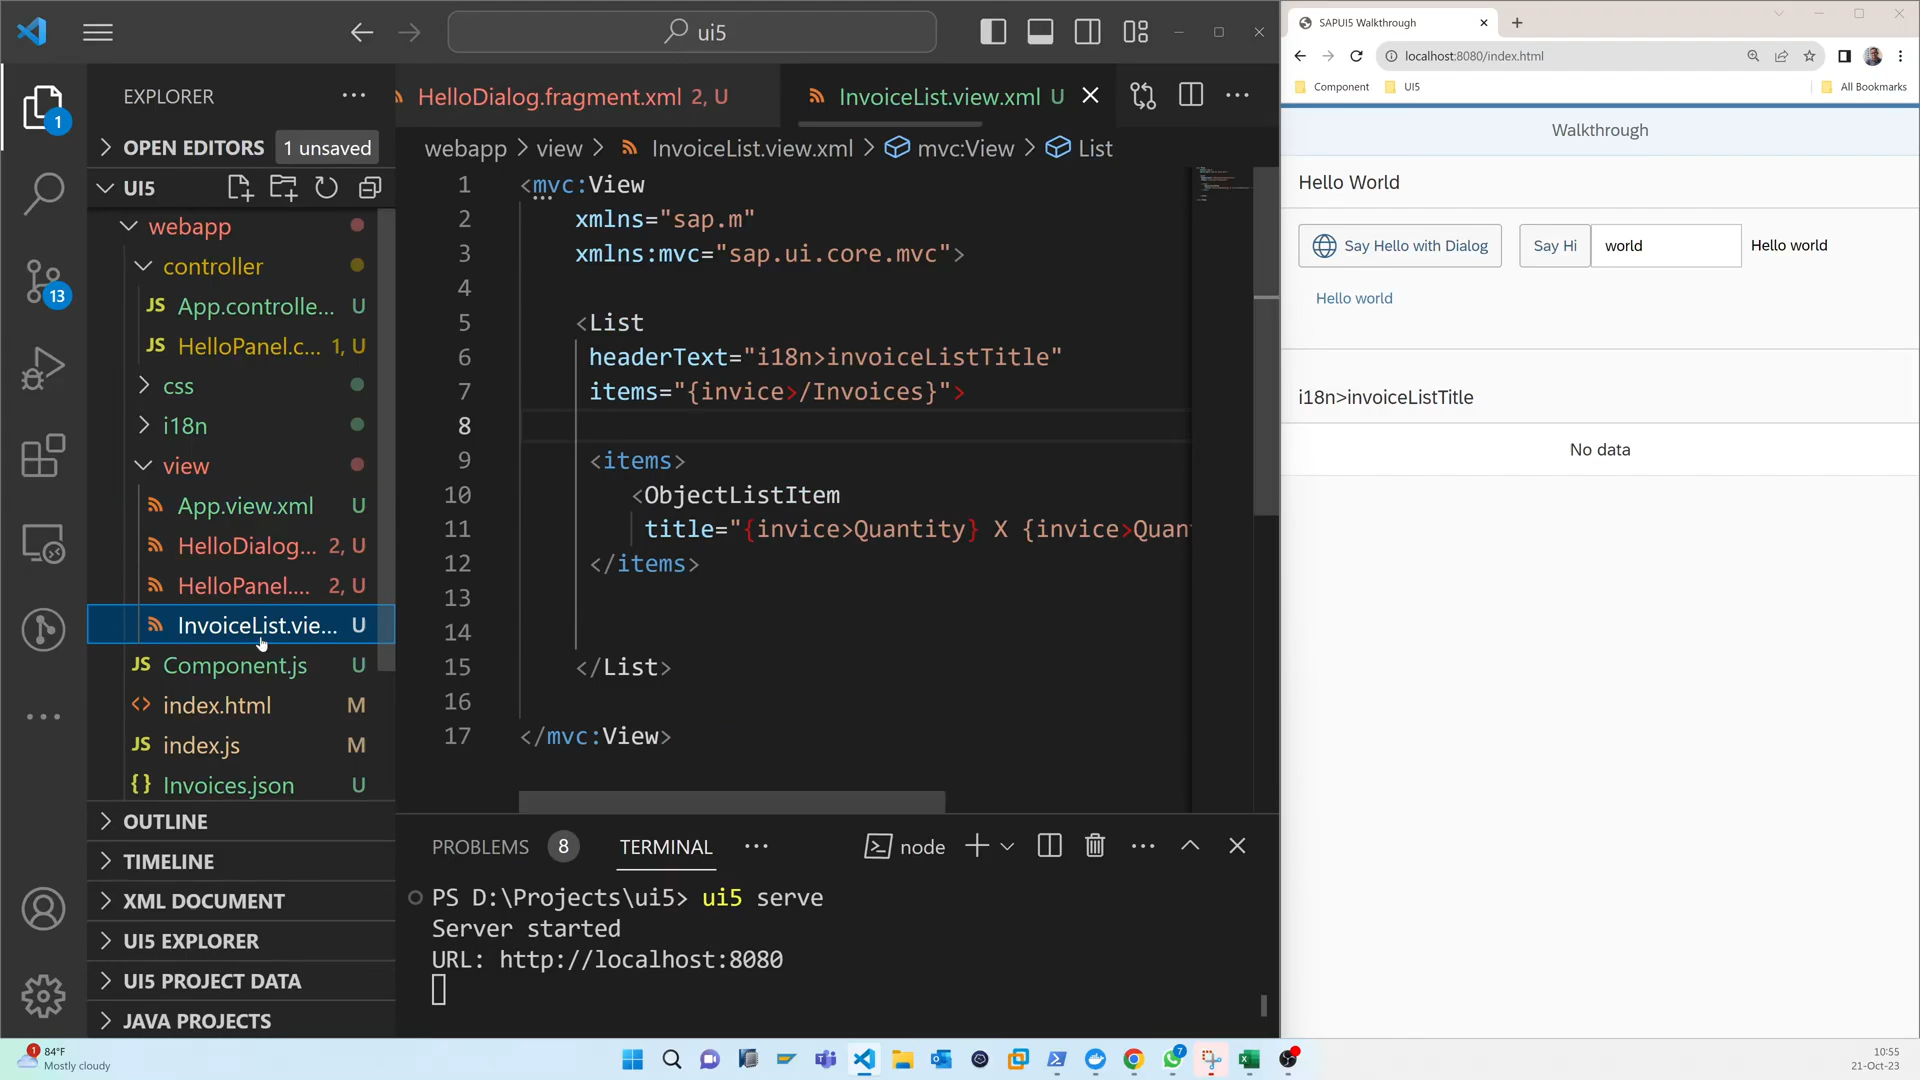 ui5
EXPLORER
1
OPEN EDITORS
1 unsaved
UI5
webapp
controller
JS App.controlle... U
JS HelloPanel.c... 1, U
css
i18n
view
App.view.xml U
HelloDialog... 2, U
HelloPanel.... 2, U
InvoiceList.vie... U
JS Component.js U
<> index.html M
JS index.js M
{} Invoices.json U
OUTLINE
TIMELINE
XML DOCUMENT
UI5 EXPLORER
UI5 PROJECT DATA
JAVA PROJECTS
13
HelloDialog.fragment.xml 2, U
InvoiceList.view.xml U
webapp > view > InvoiceList.view.xml > mvc:View > List
1 <mvc:View
2 xmlns="sap.m"
3 xmlns:mvc="sap.ui.core.mvc">
4
5 <List
6 headerText="i18n>invoiceListTitle"
7 items="{invice>/Invoices}">
8
9 <items>
10 <ObjectListItem
11 title="{invice>Quantity} X {invice>Quan
12 </items>
13
14
15 </List>
16
17 </mvc:View>
PROBLEMS 8 TERMINAL
node
PS D:\Projects\ui5> ui5 serve
Server started
URL: http://localhost:8080
SAPUI5 Walkthrough
localhost:8080/index.html
Component
UI5
All Bookmarks
Walkthrough
Hello World
Say Hello with Dialog
Say Hi
world
Hello world
Hello world
i18n>invoiceListTitle
No data
1
84°F
Mostly cloudy
7
10:55
21-Oct-23